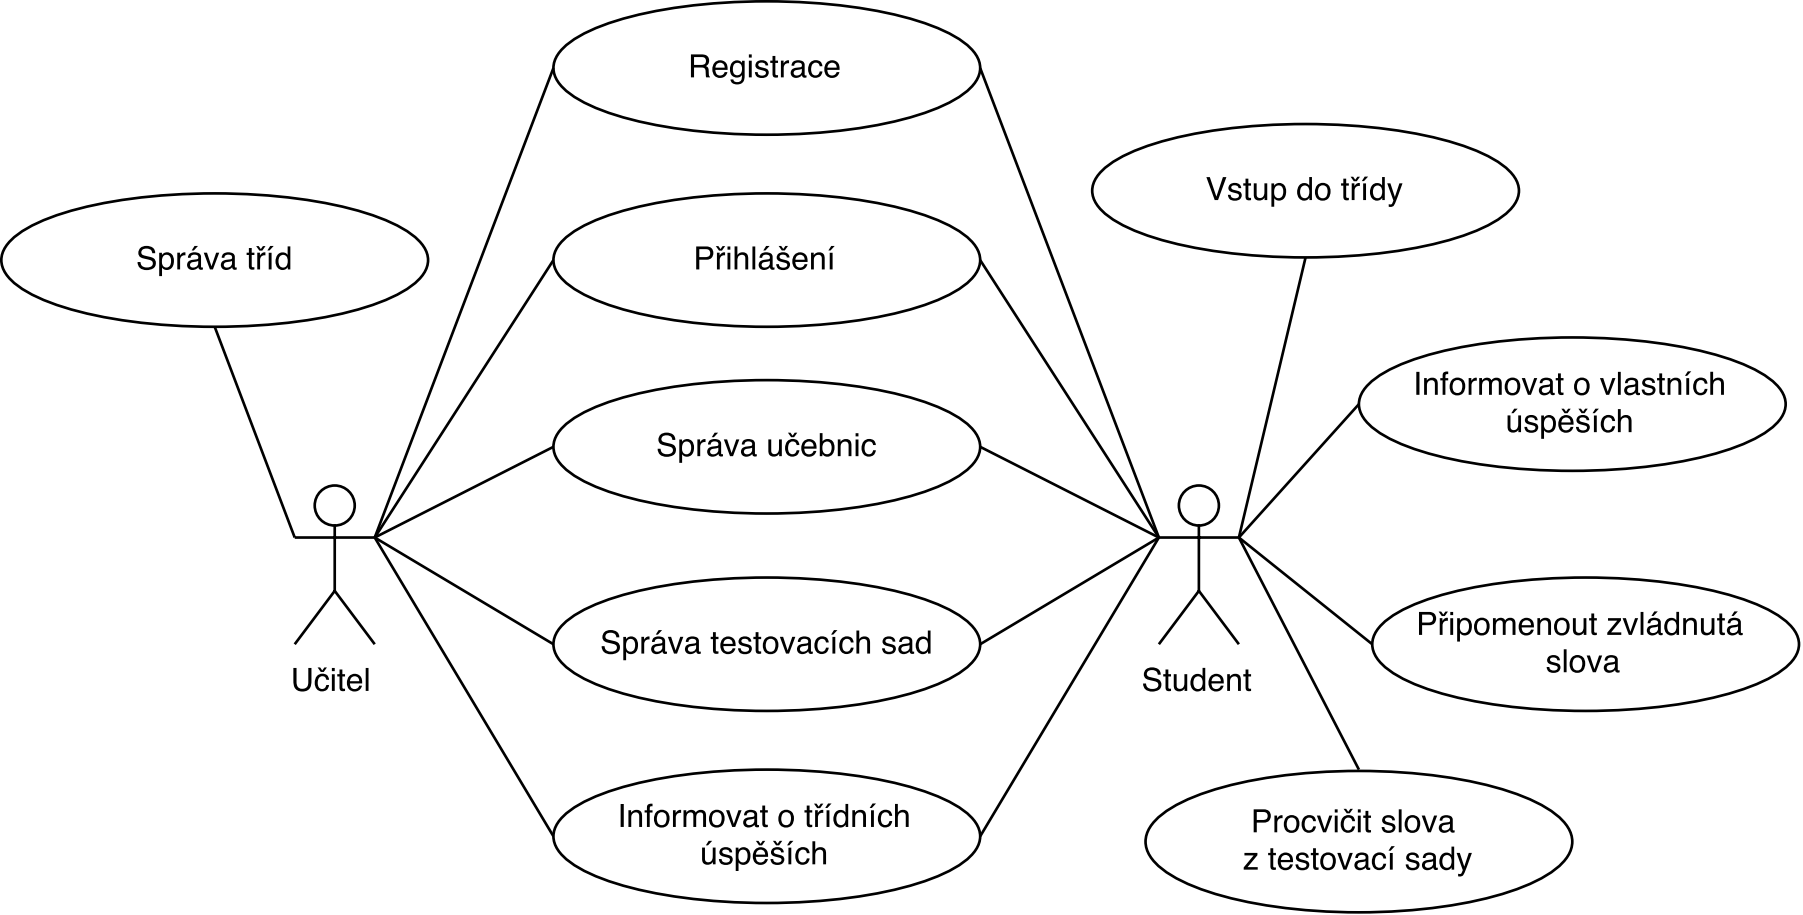 Registrace
Vstup do třídy
Správa tříd
Přihlášení
Informovat o vlastních
úspěších
Správa učebnic
Připomenout zvládnutá
slova
Správa testovacích sad
Učitel
Student
Informovat o třídních
úspěších
Procvičit slova
z testovací sady